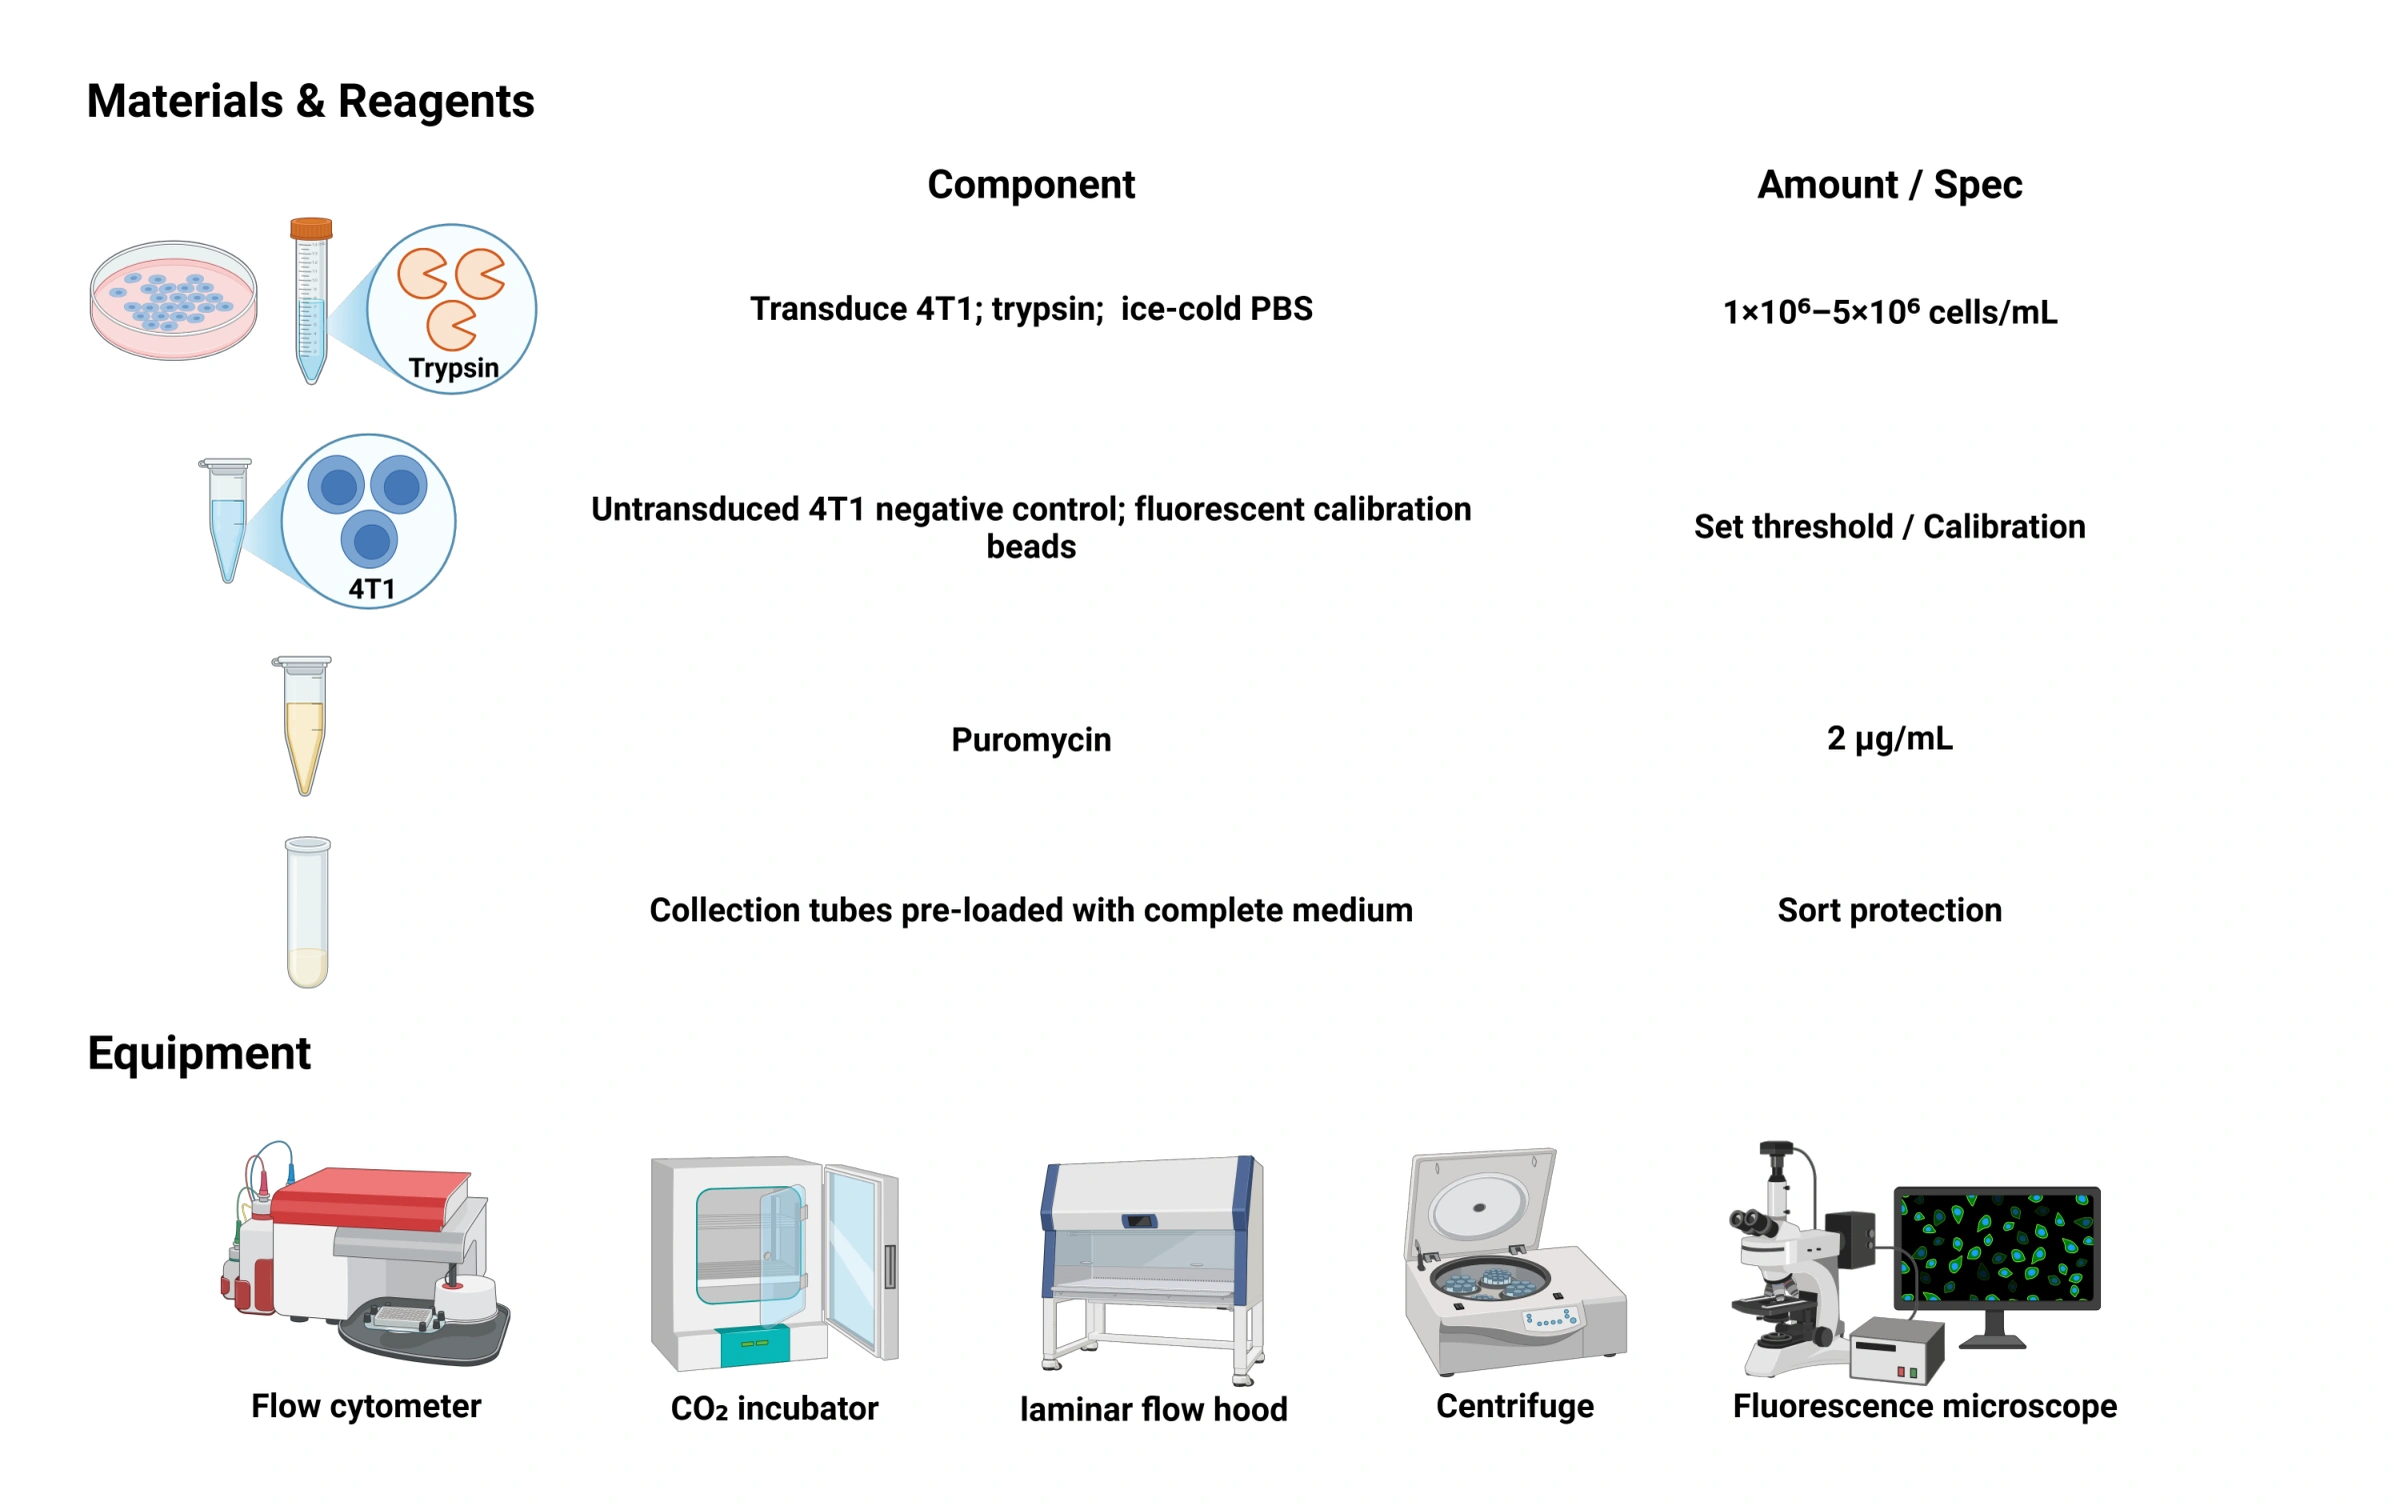 Materials & Reagents
Component
Amount / Spec
Trypsin
Transduce 4T1; trypsin;  ice-cold PBS
1×10⁶–5×10⁶ cells/mL
4T1
Untransduced 4T1 negative control; fluorescent calibration
beads
Set threshold / Calibration
Puromycin
2 µg/mL
Collection tubes pre-loaded with complete medium
Sort protection
Equipment
Flow cytometer
CO₂ incubator
laminar flow hood
Centrifuge
Fluorescence microscope